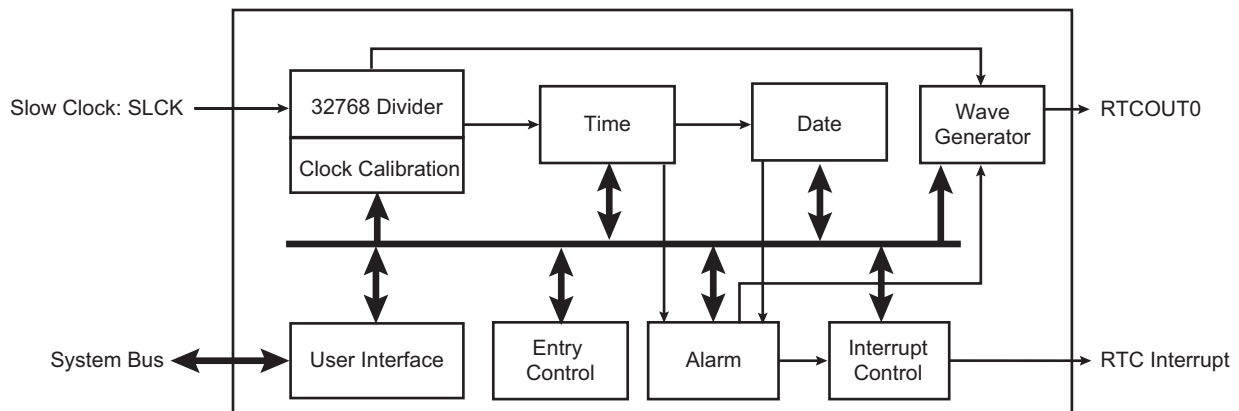 Slow Clock: SLCK
32768 Divider
Clock Calibration
Time
Date
Wave
Generator
RTCOUT0
System Bus
User Interface
Entry
Control
Alarm
Interrupt
Control
RTC Interrupt